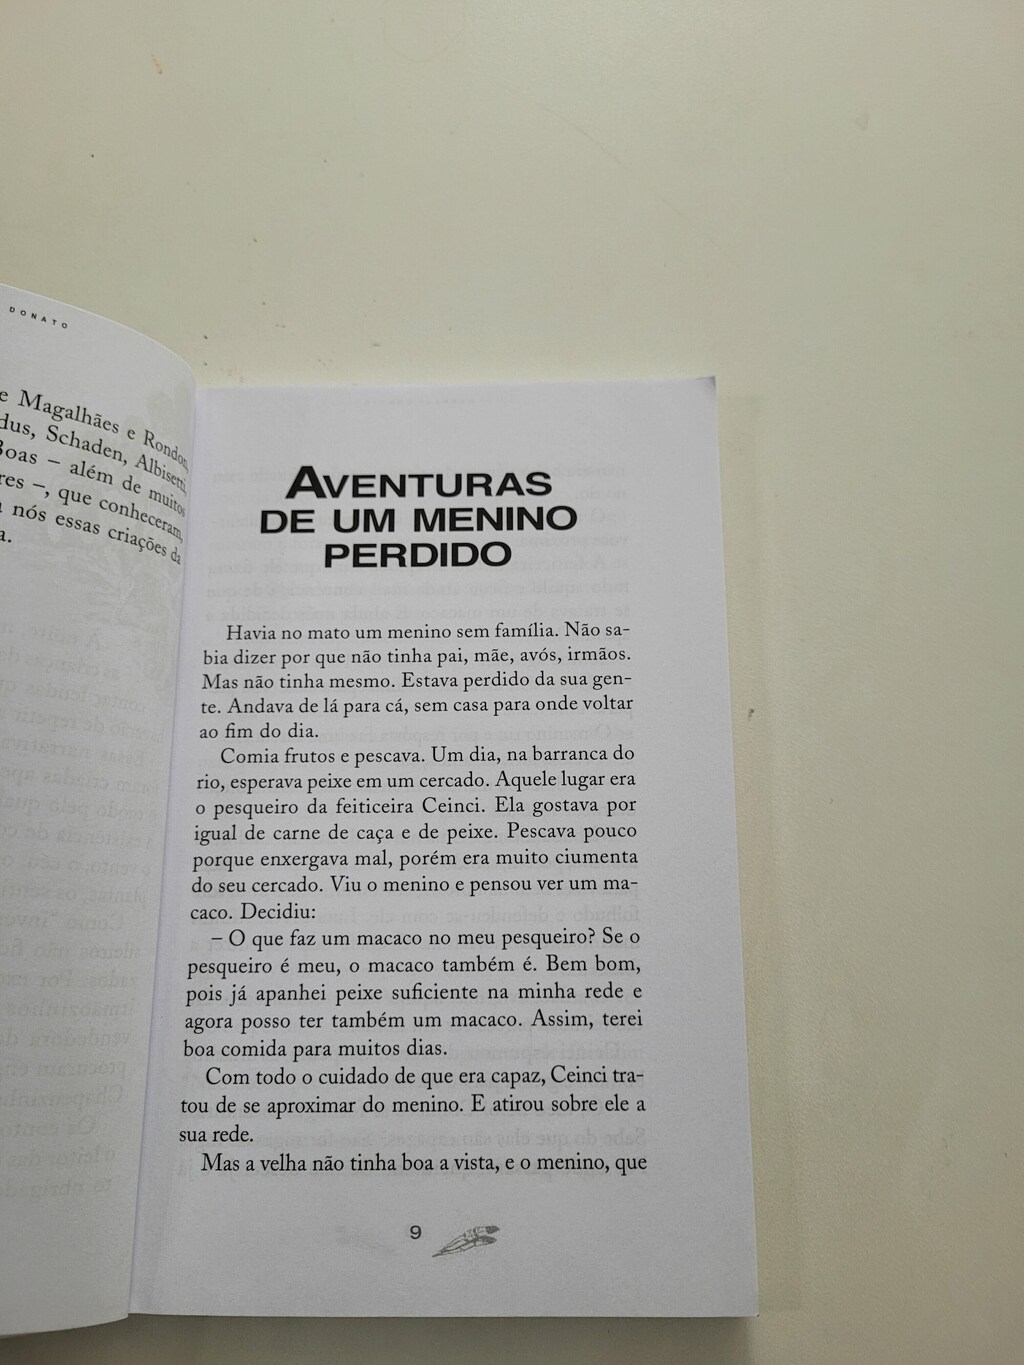 DONATO
e Magalhães e Rondon,
dus, Schaden, Albisetti,
Boas – além de muitos
res –, que conheceram,
nós essas criações da
a.
AVENTURAS
DE UM MENINO
PERDIDO
Havia no mato um menino sem família. Não sa-
bia dizer por que não tinha pai, mãe, avós, irmãos.
Mas não tinha mesmo. Estava perdido da sua gen-
te. Andava de lá para cá, sem casa para onde voltar
ao fim do dia.
Comia frutos e pescava. Um dia, na barranca do
rio, esperava peixe em um cercado. Aquele lugar era
o pesqueiro da feiticeira Ceinci. Ela gostava por
igual de carne de caça e de peixe. Pescava pouco
porque enxergava mal, porém era muito ciumenta
do seu cercado. Viu o menino e pensou ver um ma-
caco. Decidiu:
– O que faz um macaco no meu pesqueiro? Se o
pesqueiro é meu, o macaco também é. Bem bom,
pois já apanhei peixe suficiente na minha rede e
agora posso ter também um macaco. Assim, terei
boa comida para muitos dias.
Com todo o cuidado de que era capaz, Ceinci tra-
tou de se aproximar do menino. E atirou sobre ele a
sua rede.
Mas a velha não tinha boa a vista, e o menino, que
9